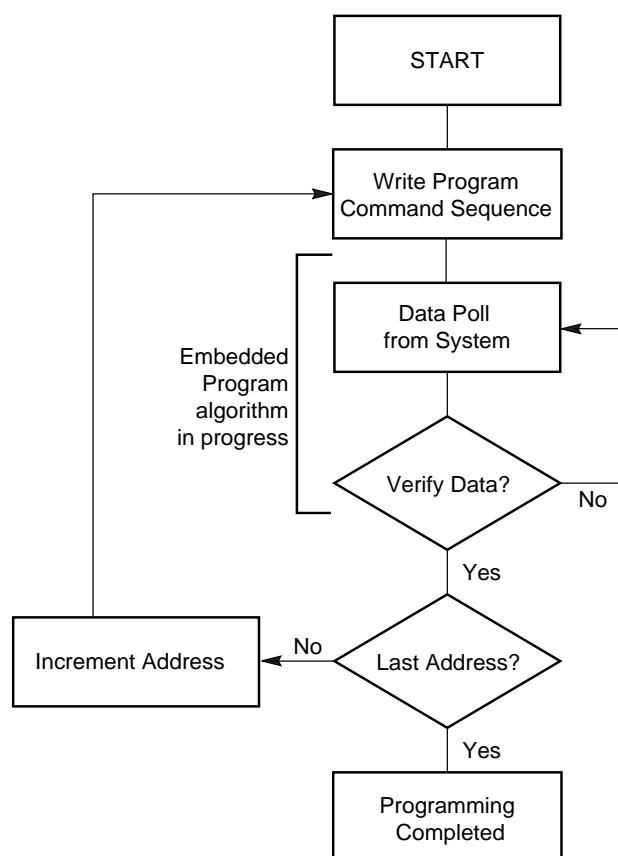 START
Write Program
Command Sequence
Data Poll
from System
Embedded
Program
algorithm
in progress
Verify Data?
No
Yes
Increment Address
No
Last Address?
Yes
Programming
Completed